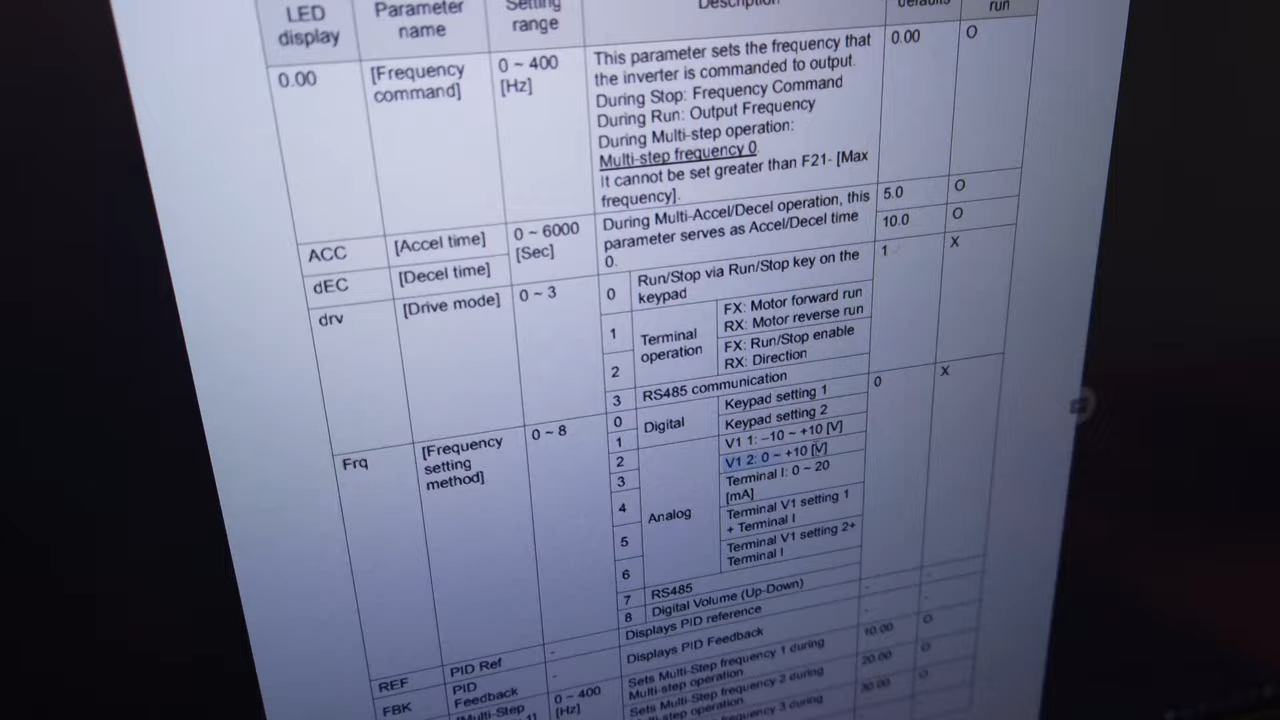 LED
display
Parameter
name
Setting
range
Description
defaults
run
0.00
[Frequency
command]
0 ~ 400
[Hz]
This parameter sets the frequency that
the inverter is commanded to output.
During Stop: Frequency Command
During Run: Output Frequency
During Multi-step operation:
Multi-step frequency 0.
It cannot be set greater than F21- [Max
frequency].
0.00
O
ACC
[Accel time]
0 ~ 6000
[Sec]
During Multi-Accel/Decel operation, this
parameter serves as Accel/Decel time
0.
5.0
O
dEC
[Decel time]
10.0
O
drv
[Drive mode]
0 ~ 3
0
Run/Stop via Run/Stop key on the
keypad
1
X
1
Terminal
operation
FX: Motor forward run
RX: Motor reverse run
2
FX: Run/Stop enable
RX: Direction
3
RS485 communication
Frq
[Frequency
setting
method]
0 ~ 8
0
Digital
Keypad setting 1
0
X
1
Keypad setting 2
2
Analog
V1 1: –10 ~ +10 [V]
3
V1 2: 0 ~ +10 [V]
4
Terminal I: 0 ~ 20
[mA]
5
Terminal V1 setting 1
+ Terminal I
6
Terminal V1 setting 2+
Terminal I
7
RS485
8
Digital Volume (Up-Down)
REF
PID Ref
-
Displays PID reference
-
-
FBK
PID
Feedback
-
Displays PID Feedback
-
-
[Multi-Step
0 ~ 400
[Hz]
Sets Multi-Step frequency 1 during
Multi-step operation.
10.00
O
Sets Multi-Step frequency 2 during
20.00
O
frequency 3 during
30.00
O